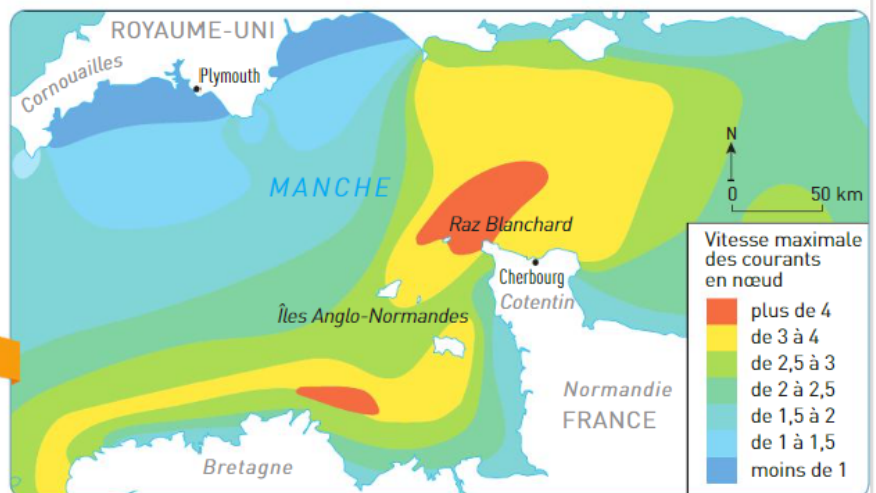 ROYAUME-UNI
Cornouailles
Plymouth
MANCHE
N
0 50 km
Raz Blanchard
Cherbourg
Cotentin
Îles Anglo-Normandes
Normandie
FRANCE
Bretagne
Vitesse maximale
des courants
en nœud
plus de 4
de 3 à 4
de 2,5 à 3
de 2 à 2,5
de 1,5 à 2
de 1 à 1,5
moins de 1